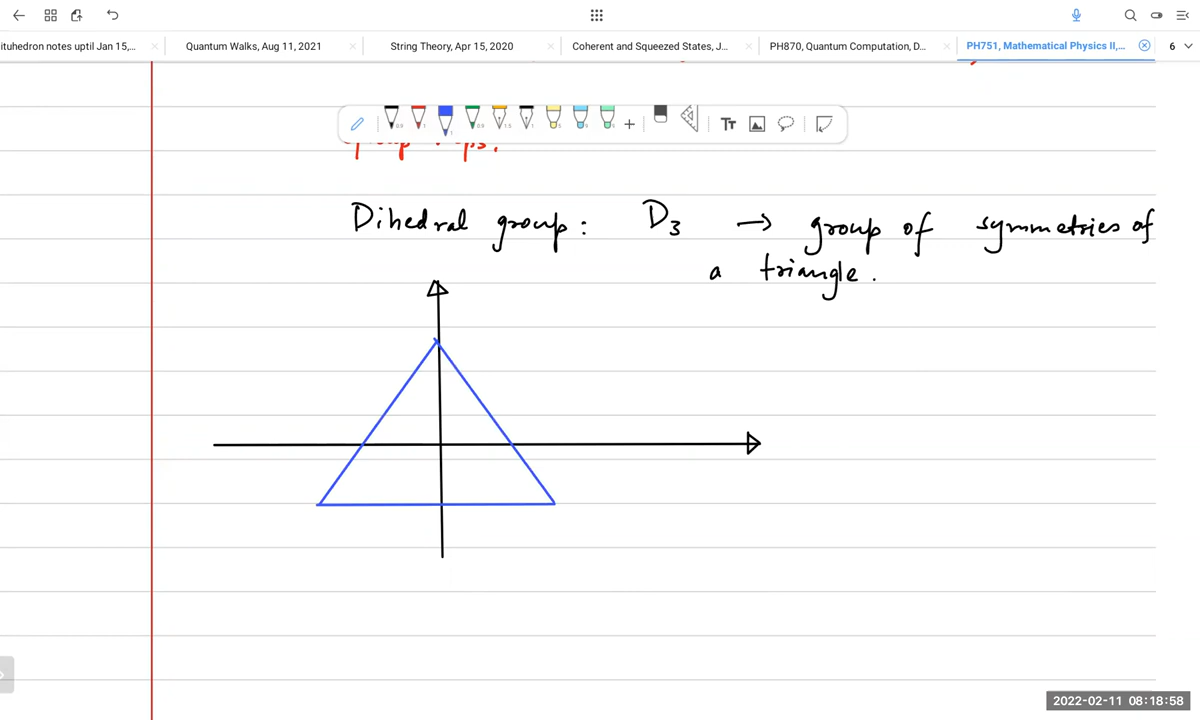 ituhedron notes uptil Jan 15,... Quantum Walks, Aug 11, 2021 String Theory, Apr 15, 2020 Coherent and Squeezed States, J... PH870, Quantum Computation, D... PH751, Mathematical Physics II,... 6
Tт
Dihedral group: D3 → group of symmetries of
a triangle.
2022-02-11 08:18:58